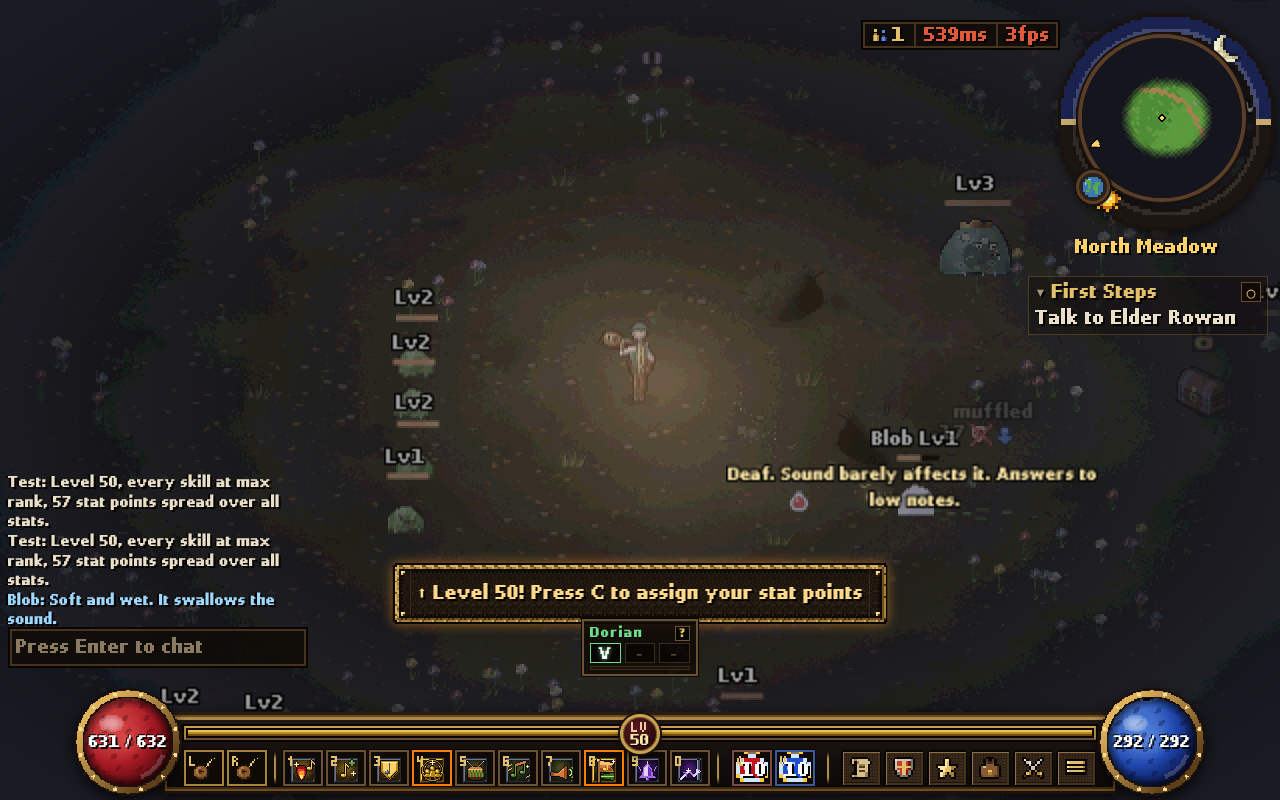 1 539ms 3fps
Lv3
North Meadow
First Steps
Talk to Elder Rowan
Lv2
Lv2
Lv2
Lv1
muffled
Blob Lv1
Deaf. Sound barely affects it. Answers to
low notes.
Test: Level 50, every skill at max
rank, 57 stat points spread over all
stats.
Test: Level 50, every skill at max
rank, 57 stat points spread over all
stats.
Blob: Soft and wet. It swallows the
sound.
Press Enter to chat
↑ Level 50! Press C to assign your stat points
Dorian ?
V - -
Lv1
Lv2 Lv2
631 / 632
LV
50
292 / 292
L R 1 2 3 4 5 6 7 8 9 0 10 10